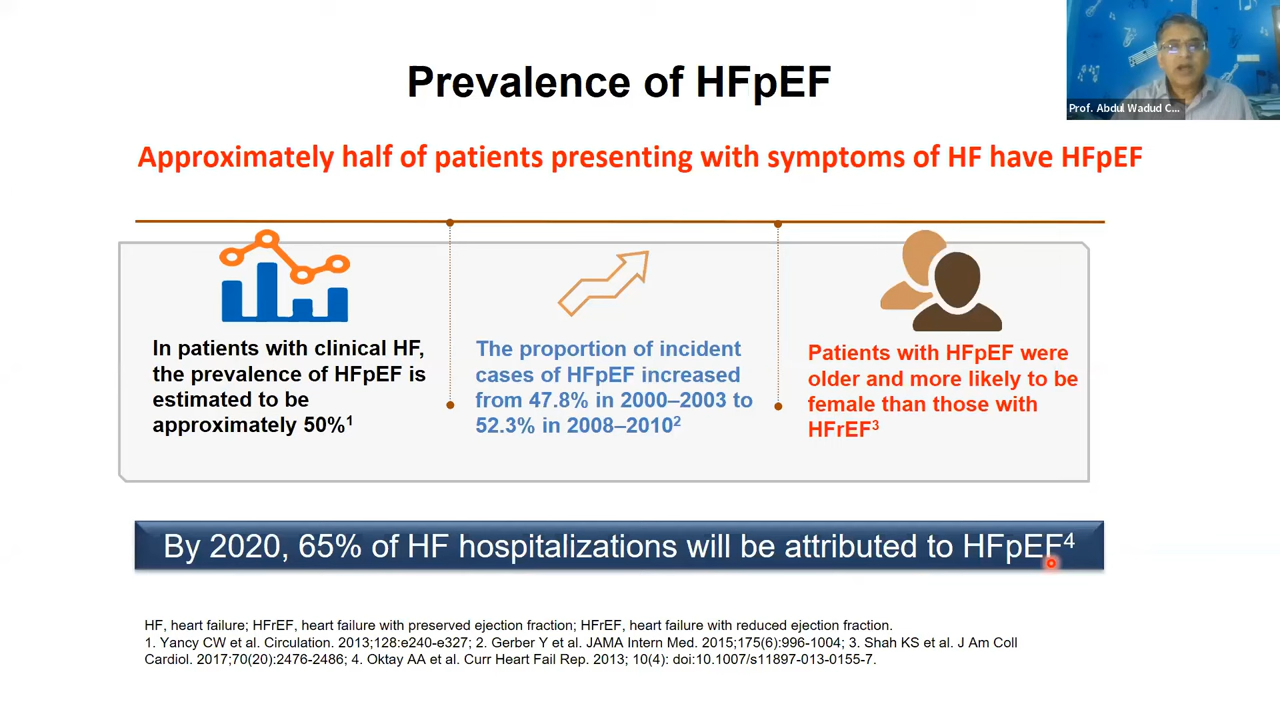 Prevalence of HFpEF
Prof. Abdul Wadud C...
Approximately half of patients presenting with symptoms of HF have HFpEF
In patients with clinical HF,
the prevalence of HFpEF is
estimated to be
approximately 50%¹
The proportion of incident
cases of HFpEF increased
from 47.8% in 2000–2003 to
52.3% in 2008–2010²
Patients with HFpEF were
older and more likely to be
female than those with
HFrEF³
By 2020, 65% of HF hospitalizations will be attributed to HFpEF⁴
HF, heart failure; HFrEF, heart failure with preserved ejection fraction; HFrEF, heart failure with reduced ejection fraction.
1. Yancy CW et al. Circulation. 2013;128:e240-e327; 2. Gerber Y et al. JAMA Intern Med. 2015;175(6):996-1004; 3. Shah KS et al. J Am Coll
Cardiol. 2017;70(20):2476-2486; 4. Oktay AA et al. Curr Heart Fail Rep. 2013; 10(4): doi:10.1007/s11897-013-0155-7.